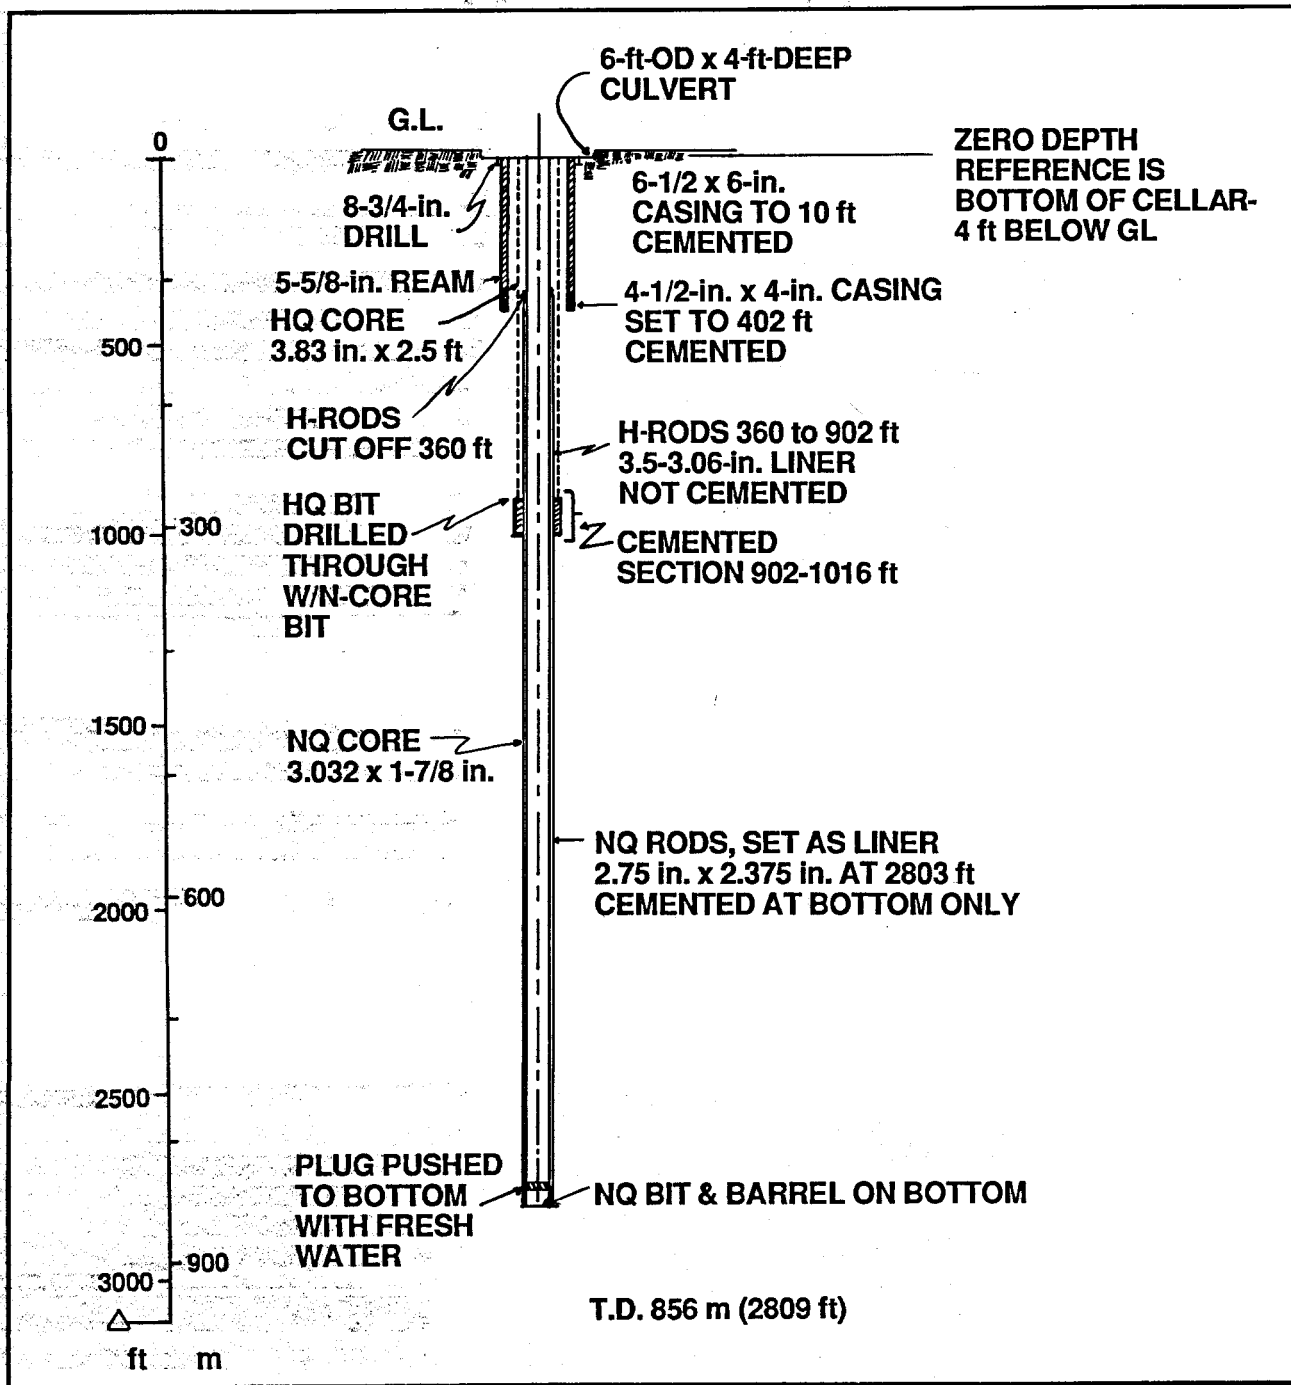 6-ft-OD x 4-ft-DEEP
CULVERT
G.L.
0
ZERO DEPTH
REFERENCE IS
BOTTOM OF CELLAR-
4 ft BELOW GL
8-3/4-in.
DRILL
6-1/2 x 6-in.
CASING TO 10 ft
CEMENTED
5-5/8-in. REAM
HQ CORE
3.83 in. x 2.5 ft
4-1/2-in. x 4-in. CASING
SET TO 402 ft
CEMENTED
500
H-RODS
CUT OFF 360 ft
H-RODS 360 to 902 ft
3.5-3.06-in. LINER
NOT CEMENTED
HQ BIT
DRILLED
THROUGH
W/N-CORE
BIT
1000
300
CEMENTED
SECTION 902-1016 ft
1500
NQ CORE
3.032 x 1-7/8 in.
NQ RODS, SET AS LINER
2.75 in. x 2.375 in. AT 2803 ft
CEMENTED AT BOTTOM ONLY
600
2000
2500
PLUG PUSHED
TO BOTTOM
WITH FRESH
WATER
NQ BIT & BARREL ON BOTTOM
900
3000
T.D. 856 m (2809 ft)
ft m